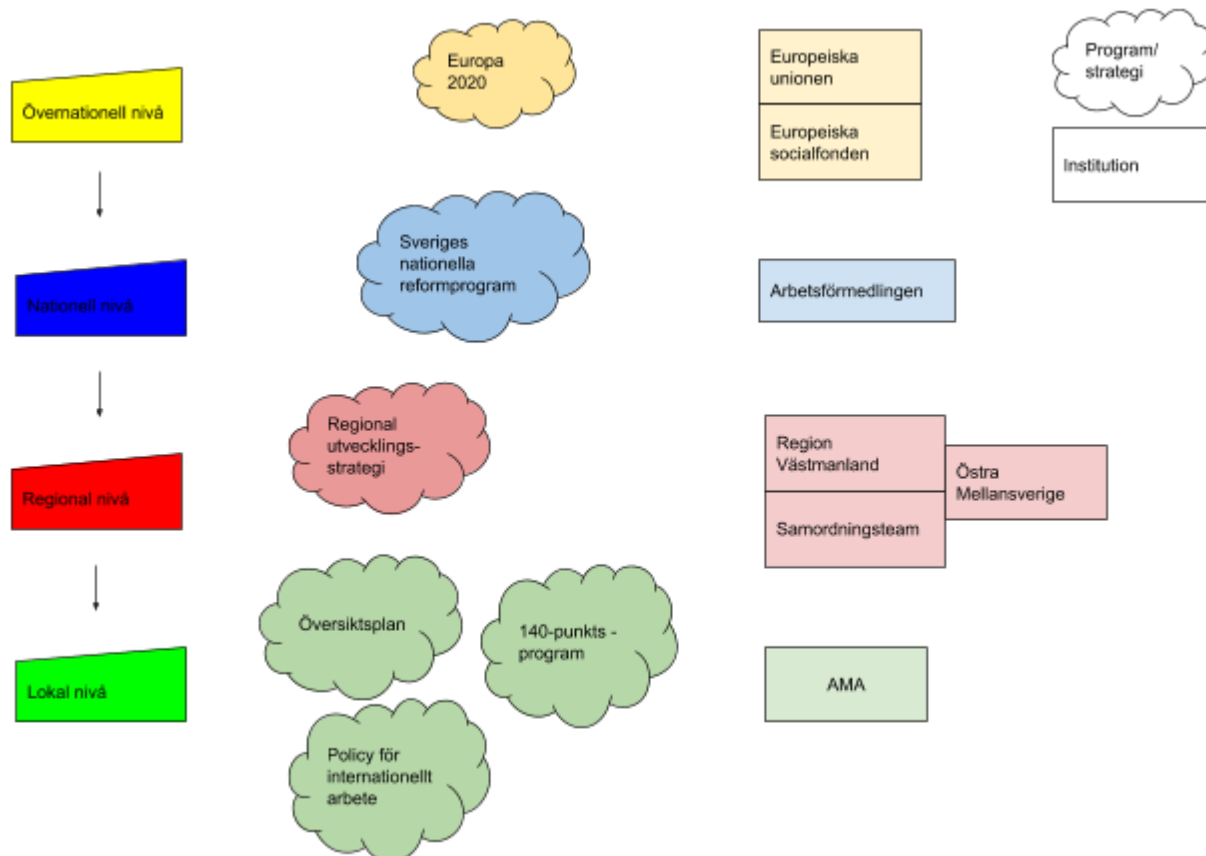 Övernationell nivå
Europa
2020
Europeiska
unionen
Europeiska
socialfonden
Program/
strategi
Institution
Nationell nivå
Sveriges
nationella
reformprogram
Arbetsförmedlingen
Regional nivå
Regional
utvecklings-
strategi
Region
Västmanland
Samordningsteam
Östra
Mellansverige
Lokal nivå
Översiktsplan
140-punkts -
program
Policy för
internationellt
arbete
AMA